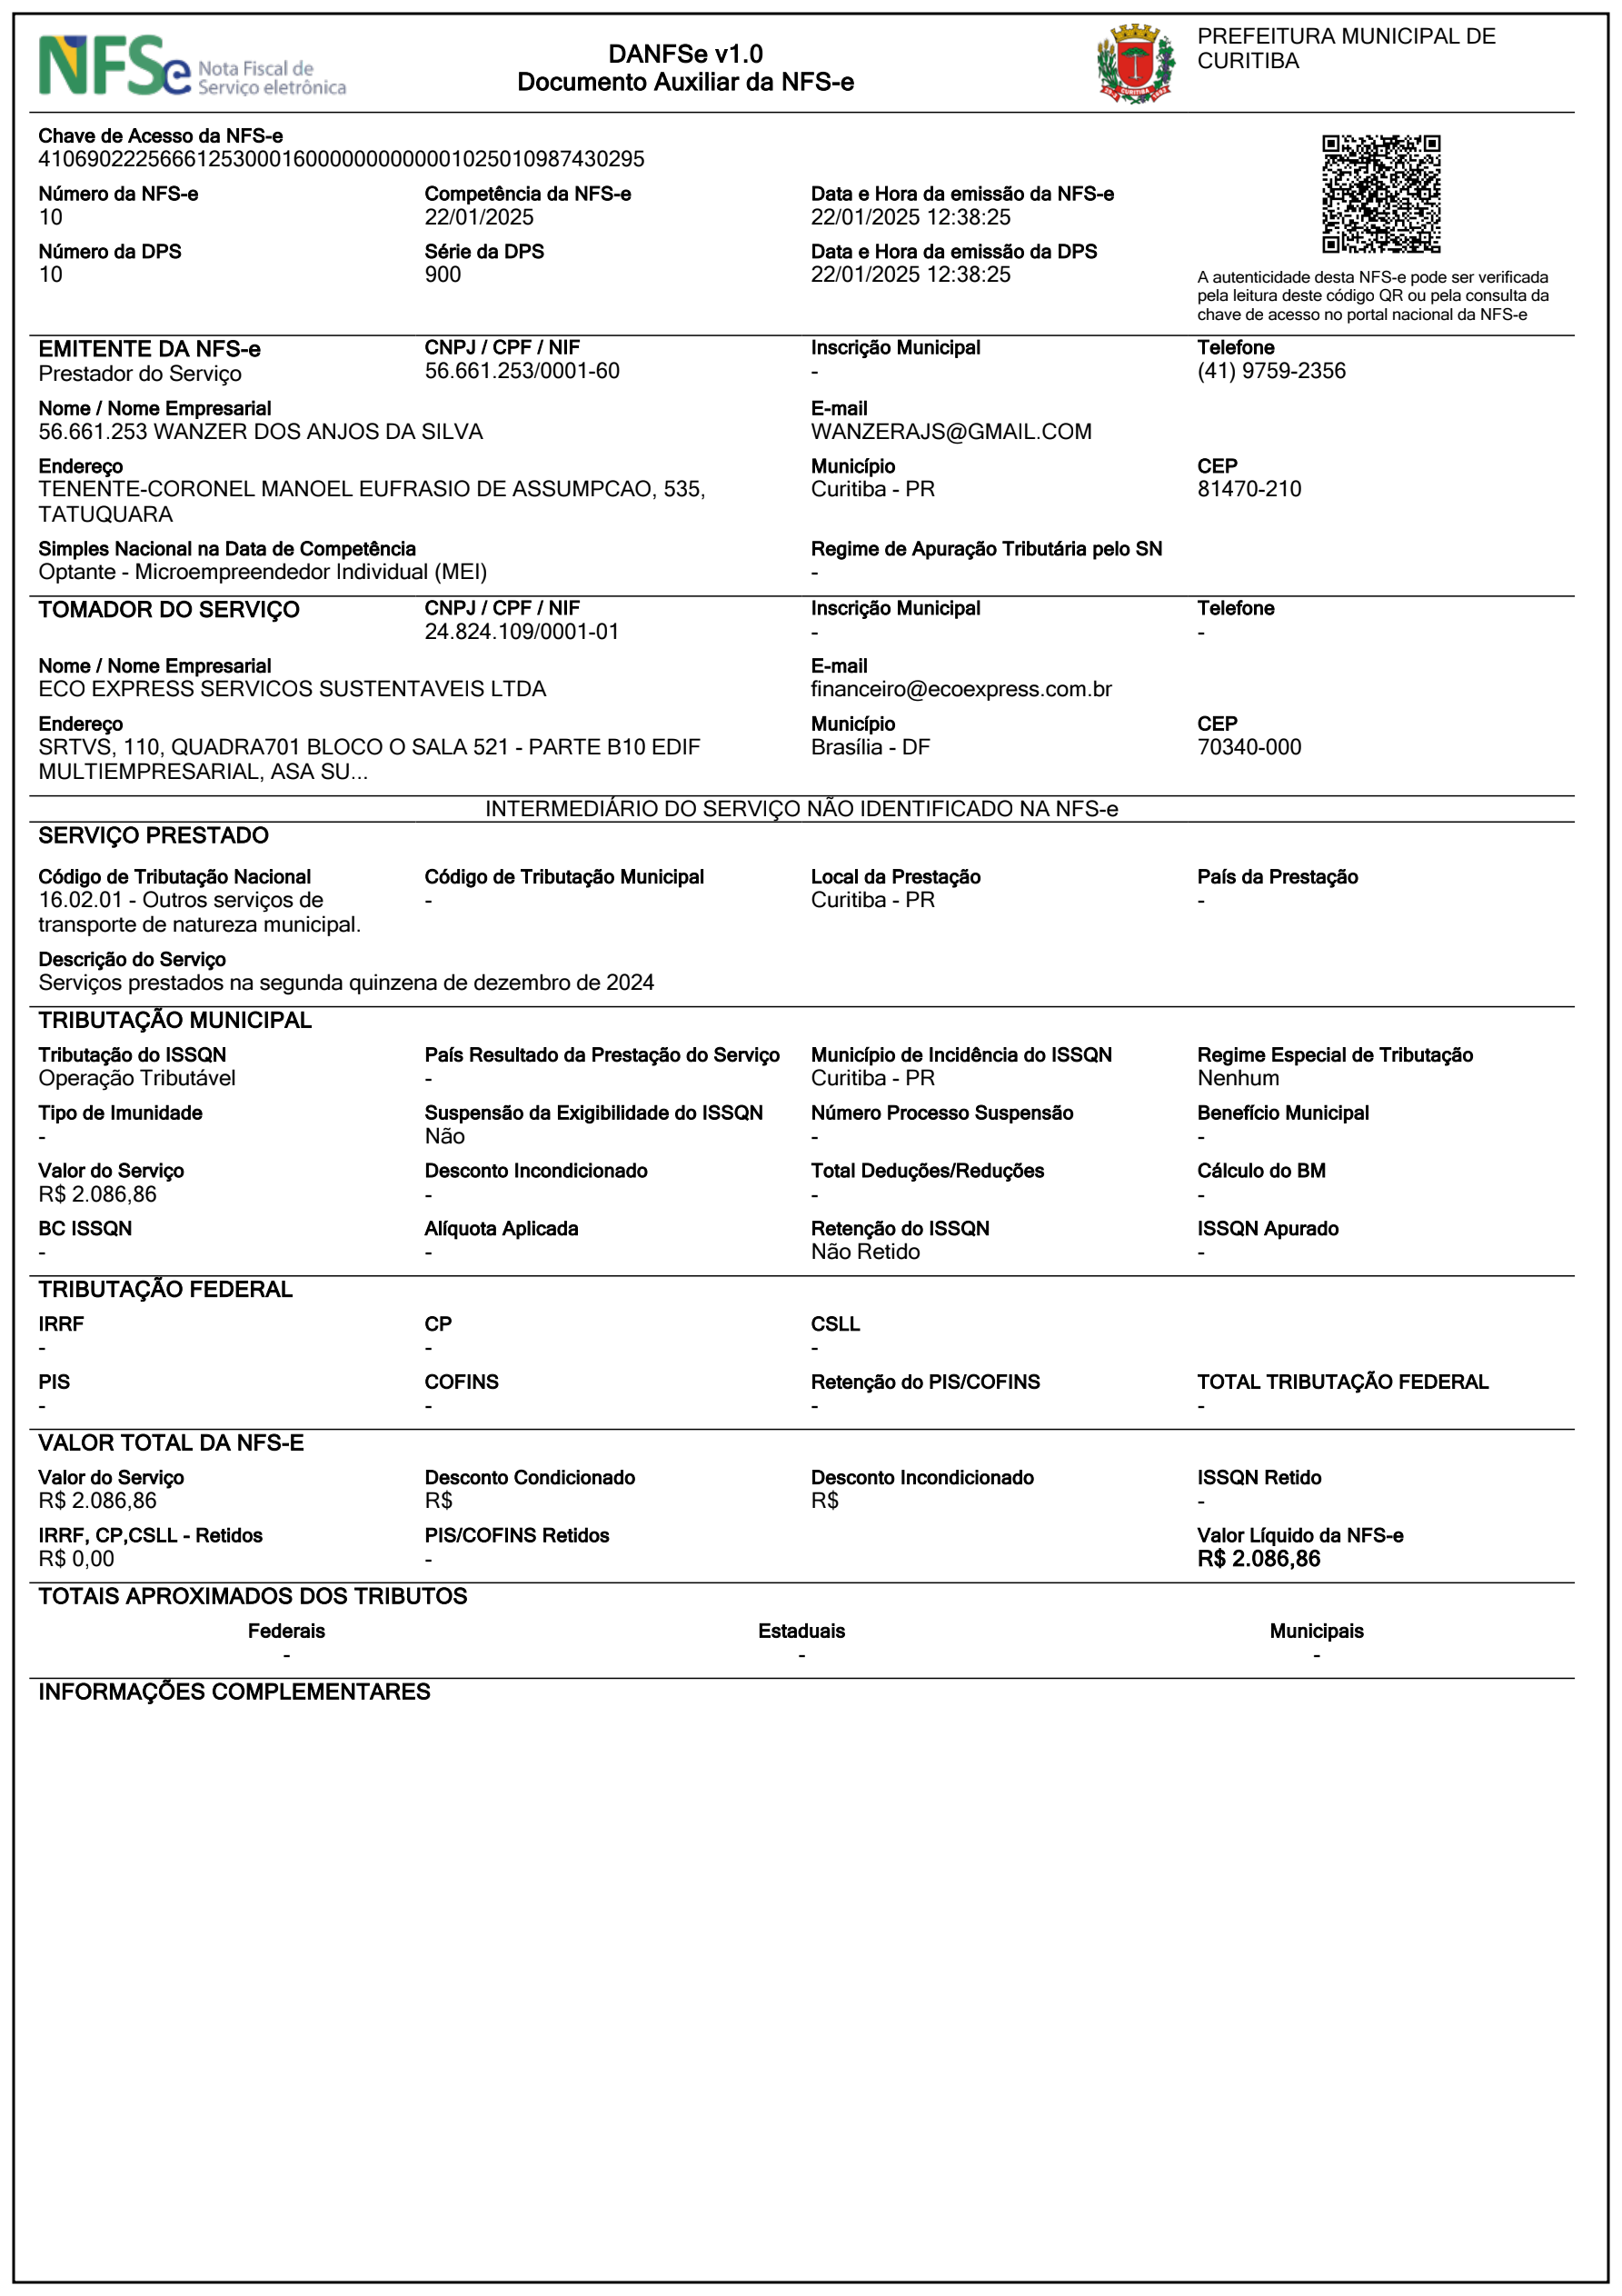 NFSe Nota Fiscal de
Serviço eletrônica
DANFSe v1.0
Documento Auxiliar da NFS-e
PREFEITURA MUNICIPAL DE
CURITIBA
Chave de Acesso da NFS-e
41069022256661253000160000000000001025010987430295
Número da NFS-e Competência da NFS-e Data e Hora da emissão da NFS-e
10 22/01/2025 22/01/2025 12:38:25
Número da DPS Série da DPS Data e Hora da emissão da DPS
10 900 22/01/2025 12:38:25
A autenticidade desta NFS-e pode ser verificada
pela leitura deste código QR ou pela consulta da
chave de acesso no portal nacional da NFS-e
EMITENTE DA NFS-e CNPJ / CPF / NIF Inscrição Municipal Telefone
Prestador do Serviço 56.661.253/0001-60 - (41) 9759-2356
Nome / Nome Empresarial E-mail
56.661.253 WANZER DOS ANJOS DA SILVA WANZERAJS@GMAIL.COM
Endereço Município CEP
TENENTE-CORONEL MANOEL EUFRASIO DE ASSUMPCAO, 535, Curitiba - PR 81470-210
TATUQUARA
Simples Nacional na Data de Competência Regime de Apuração Tributária pelo SN
Optante - Microempreendedor Individual (MEI) -
TOMADOR DO SERVIÇO CNPJ / CPF / NIF Inscrição Municipal Telefone
24.824.109/0001-01 - -
Nome / Nome Empresarial E-mail
ECO EXPRESS SERVICOS SUSTENTAVEIS LTDA financeiro@ecoexpress.com.br
Endereço Município CEP
SRTVS, 110, QUADRA701 BLOCO O SALA 521 - PARTE B10 EDIF Brasília - DF 70340-000
MULTIEMPRESARIAL, ASA SU...
INTERMEDIÁRIO DO SERVIÇO NÃO IDENTIFICADO NA NFS-e
SERVIÇO PRESTADO
Código de Tributação Nacional Código de Tributação Municipal Local da Prestação País da Prestação
16.02.01 - Outros serviços de - Curitiba - PR -
transporte de natureza municipal.
Descrição do Serviço
Serviços prestados na segunda quinzena de dezembro de 2024
TRIBUTAÇÃO MUNICIPAL
Tributação do ISSQN País Resultado da Prestação do Serviço Município de Incidência do ISSQN Regime Especial de Tributação
Operação Tributável - Curitiba - PR Nenhum
Tipo de Imunidade Suspensão da Exigibilidade do ISSQN Número Processo Suspensão Benefício Municipal
- Não - -
Valor do Serviço Desconto Incondicionado Total Deduções/Reduções Cálculo do BM
R$ 2.086,86 - - -
BC ISSQN Alíquota Aplicada Retenção do ISSQN ISSQN Apurado
- - Não Retido -
TRIBUTAÇÃO FEDERAL
IRRF CP CSLL
- - -
PIS COFINS Retenção do PIS/COFINS TOTAL TRIBUTAÇÃO FEDERAL
- - - -
VALOR TOTAL DA NFS-E
Valor do Serviço Desconto Condicionado Desconto Incondicionado ISSQN Retido
R$ 2.086,86 R$ R$ -
IRRF, CP,CSLL - Retidos PIS/COFINS Retidos Valor Líquido da NFS-e
R$ 0,00 - R$ 2.086,86
TOTAIS APROXIMADOS DOS TRIBUTOS
Federais Estaduais Municipais
- - -
INFORMAÇÕES COMPLEMENTARES